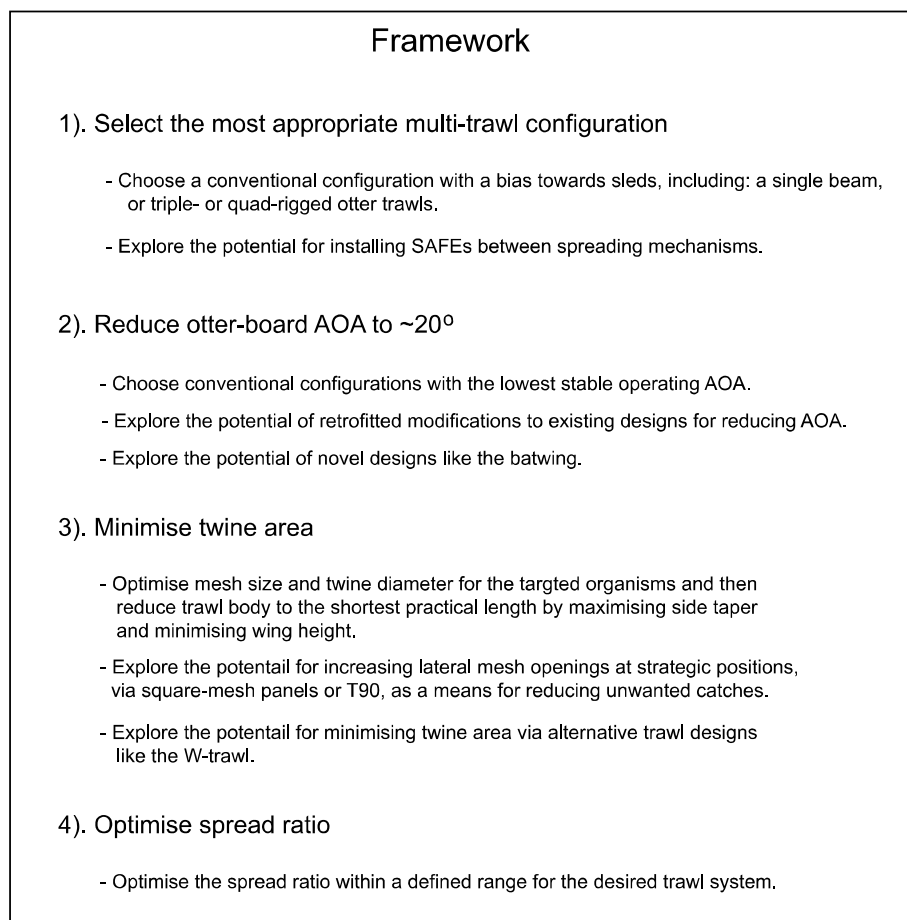 Framework
1). Select the most appropriate multi-trawl configuration
- Choose a conventional configuration with a bias towards sleds, including: a single beam,
or triple- or quad-rigged otter trawls.
- Explore the potential for installing SAFEs between spreading mechanisms.
2). Reduce otter-board AOA to ~20º
- Choose conventional configurations with the lowest stable operating AOA.
- Explore the potential of retrofitted modifications to existing designs for reducing AOA.
- Explore the potential of novel designs like the batwing.
3). Minimise twine area
- Optimise mesh size and twine diameter for the targted organisms and then
reduce trawl body to the shortest practical length by maximising side taper
and minimising wing height.
- Explore the potentail for increasing lateral mesh openings at strategic positions,
via square-mesh panels or T90, as a means for reducing unwanted catches.
- Explore the potentail for minimising twine area via alternative trawl designs
like the W-trawl.
4). Optimise spread ratio
- Optimise the spread ratio within a defined range for the desired trawl system.